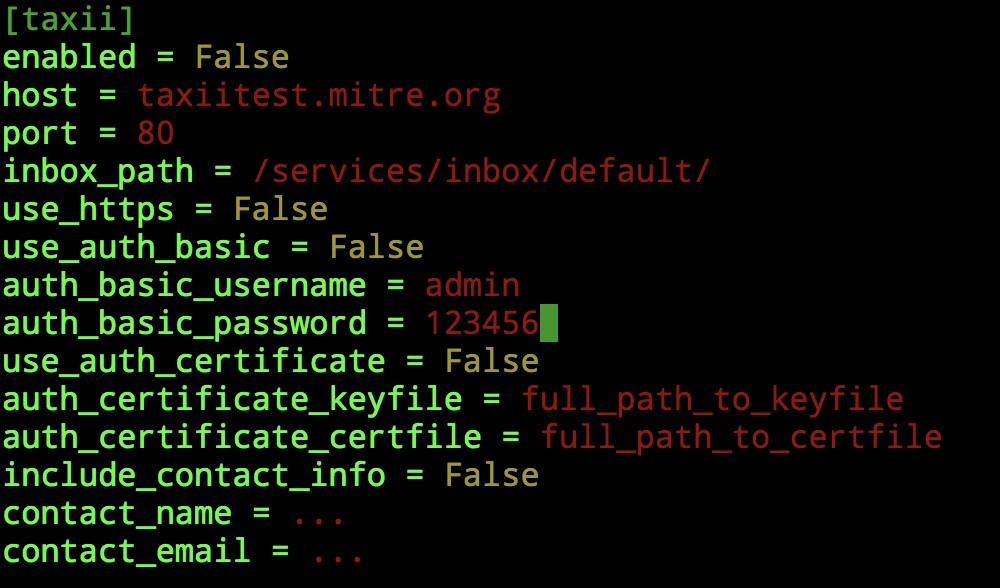 [taxii]
enabled = False
host = taxiitest.mitre.org
port = 80
inbox_path = /services/inbox/default/
use_https = False
use_auth_basic = False
auth_basic_username = admin
auth_basic_password = 123456
use_auth_certificate = False
auth_certificate_keyfile = full_path_to_keyfile
auth_certificate_certfile = full_path_to_certfile
include_contact_info = False
contact_name = ...
contact_email = ...